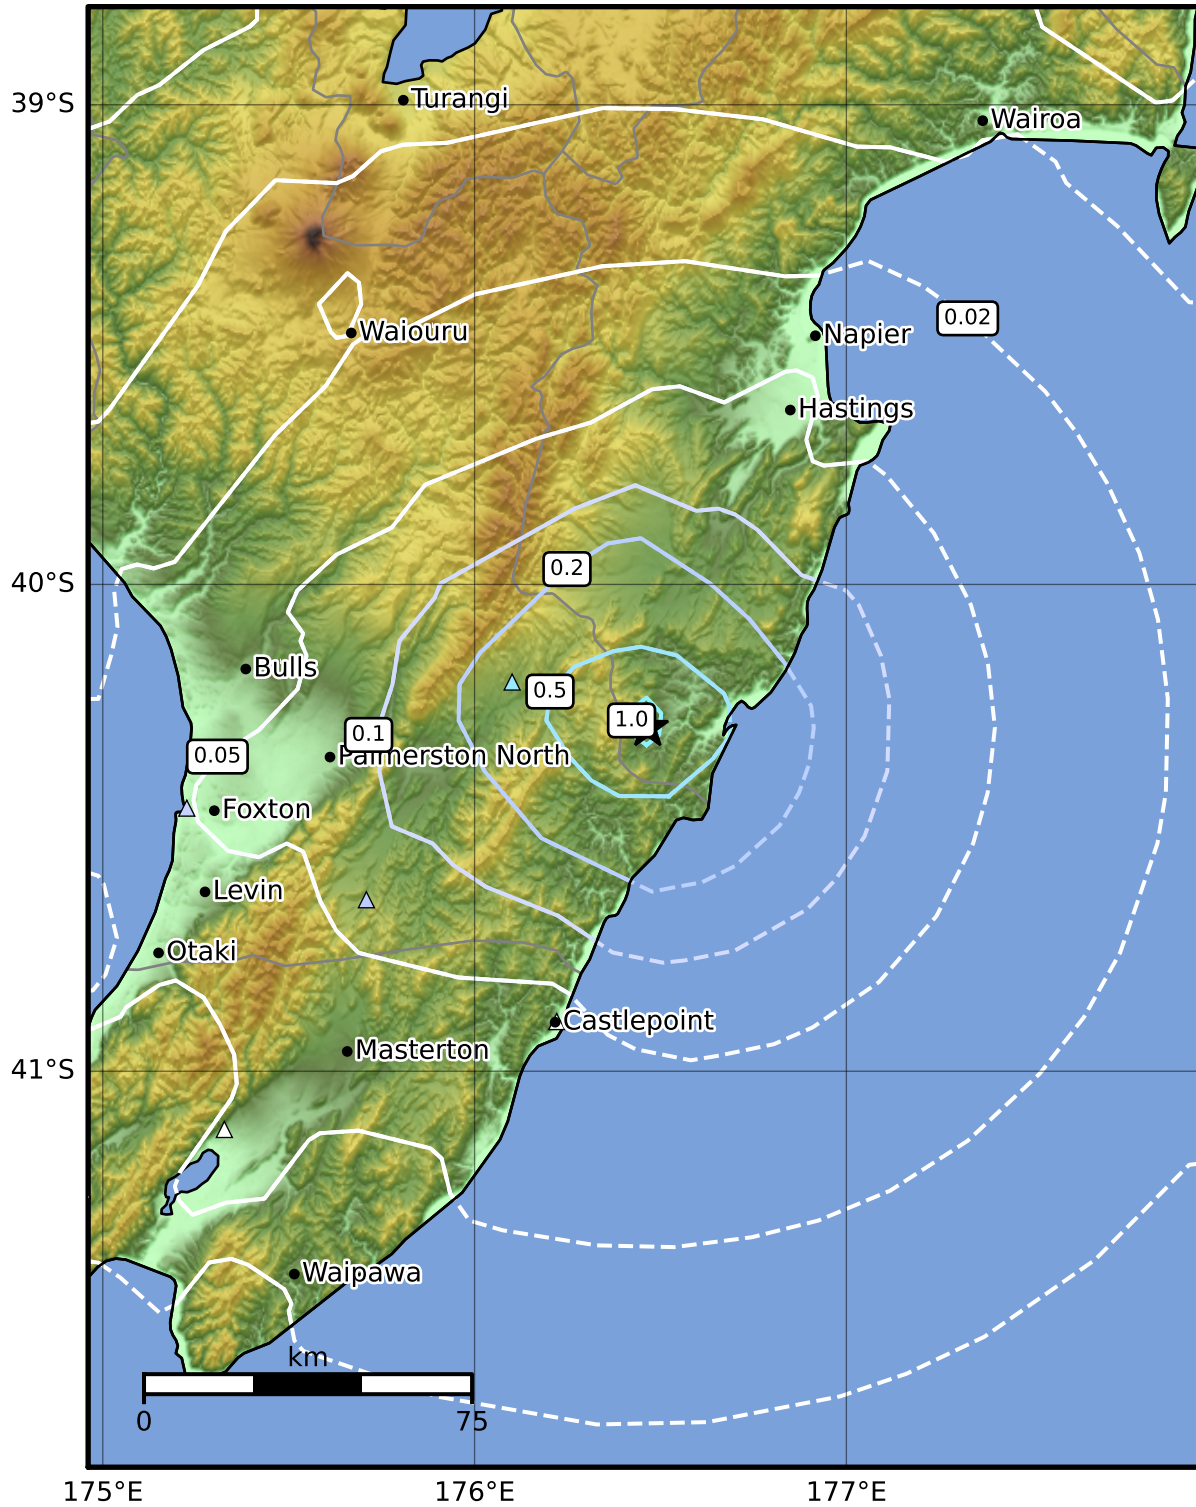 Turangi
39°S
Wairoa
0.02
Waiouru
Napier
Hastings
0.2
40°S
Bulls
0.5
1.0
0.1
0.05
Palmerston North
Foxton
Levin
Otaki
Castlepoint
Masterton
41°S
Waipawa
km
0
75
175°E
176°E
177°E